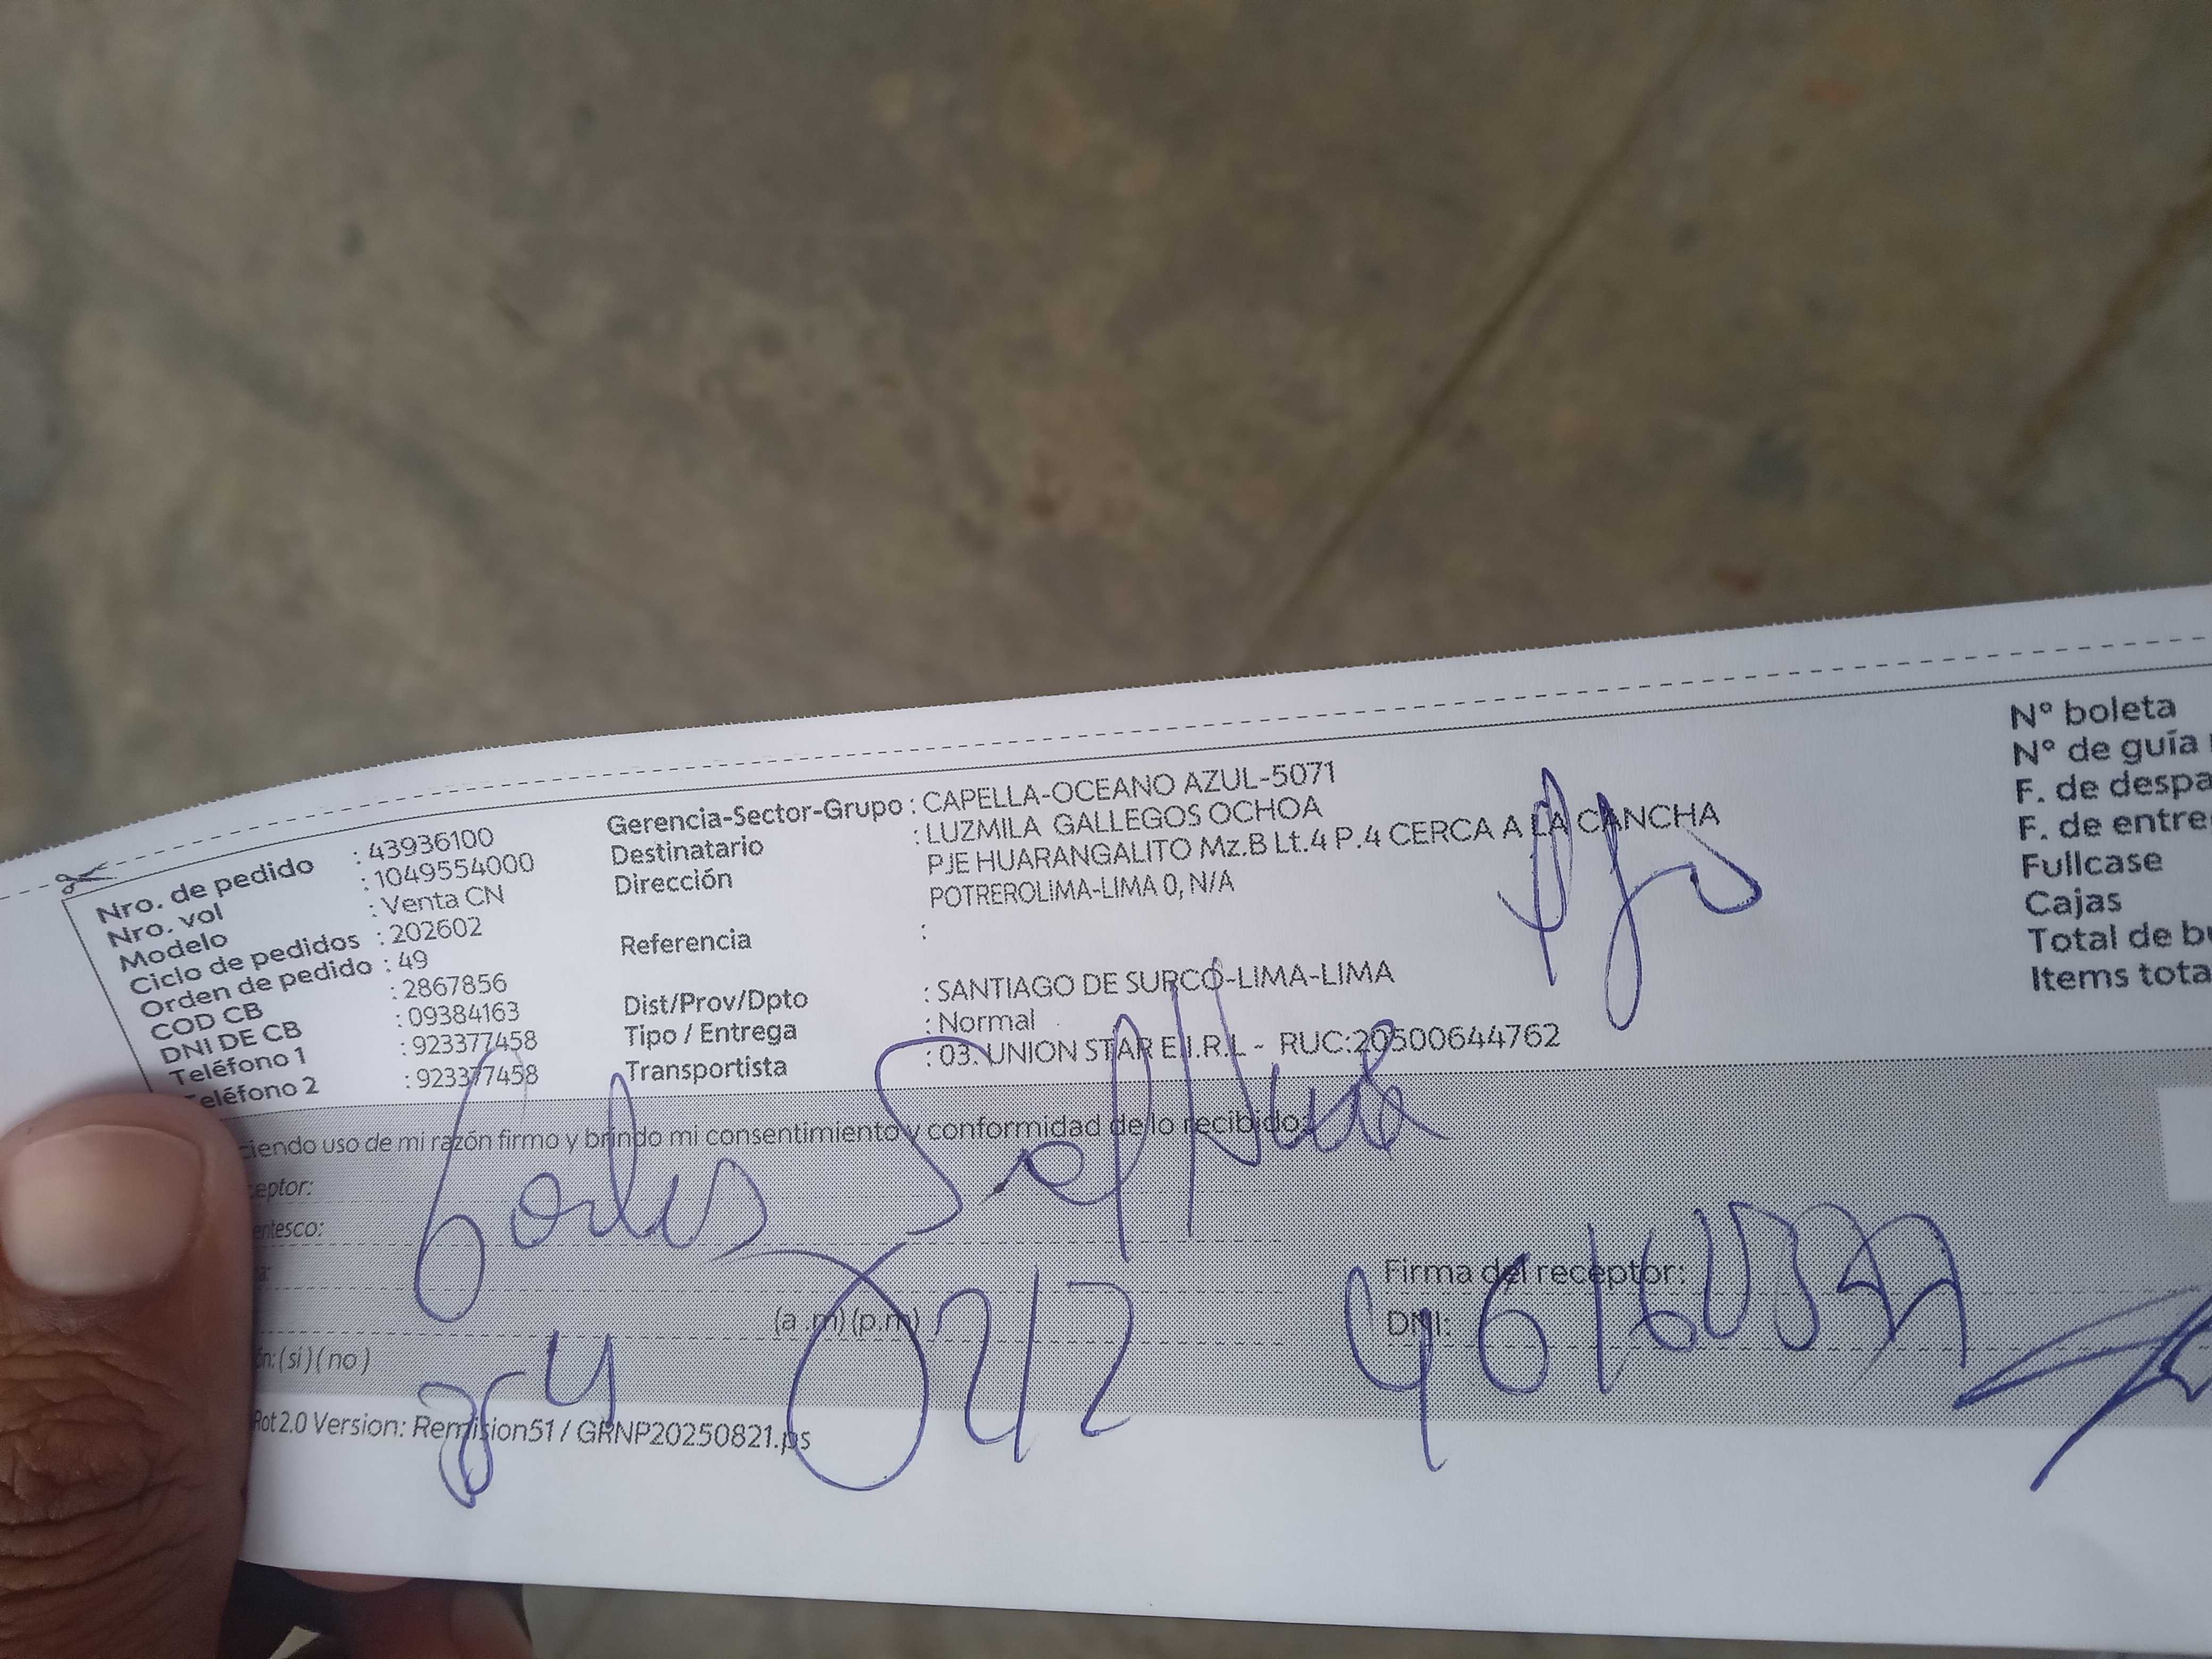 Nro. de pedido : 43936100
Nro. vol : 1049554000
Modelo : Venta CN
Ciclo de pedidos : 202602
Orden de pedido : 49
COD CB : 2867856
DNI DE CB : 09384163
Teléfono 1 : 923377458
eléfono 2 : 923377458
Gerencia-Sector-Grupo : CAPELLA-OCEANO AZUL-5071
Destinatario : LUZMILA GALLEGOS OCHOA
Dirección PJE HUARANGALITO Mz.B Lt.4 P.4 CERCA A LA CANCHA
POTREROLIMA-LIMA 0, N/A
Referencia :
Dist/Prov/Dpto : SANTIAGO DE SURCO-LIMA-LIMA
Tipo / Entrega : Normal
Transportista : 03. UNION STAR E.I.R.L - RUC:20500644762
N° boleta
N° de guía
F. de despa
F. de entre
Fullcase
Cajas
Total de bu
Items tota
ciendo uso de mi razón firmo y brindo mi consentimiento y conformidad de lo recibido:
ceptor:
entesco:
a:
(a .m) (p.m)
ón: ( si ) ( no )
Firma del receptor:
DNI:
Rot 2.0 Version: Remision51 / GRNP20250821.ps